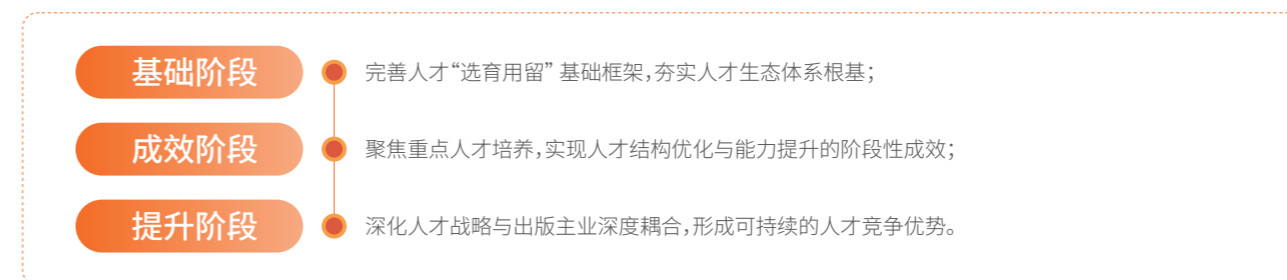 基础阶段
完善人才“选育用留” 基础框架,夯实人才生态体系根基;
成效阶段
聚焦重点人才培养,实现人才结构优化与能力提升的阶段性成效;
提升阶段
深化人才战略与出版主业深度耦合,形成可持续的人才竞争优势。